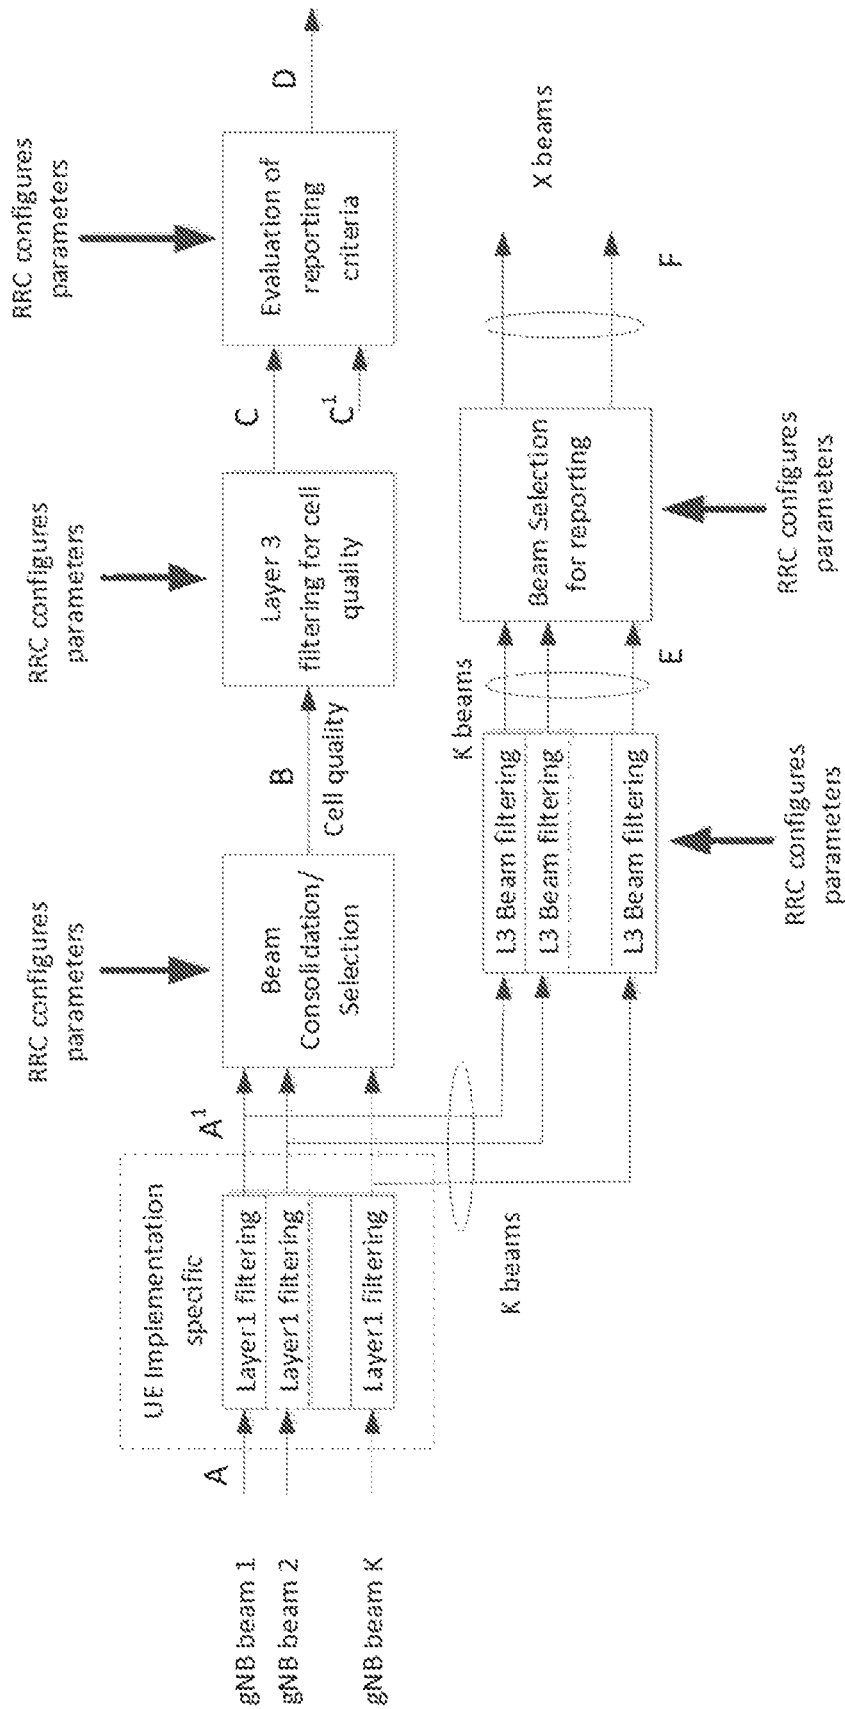 RRC configures
parameters
RRC configures
parameters
RRC configures
parameters
UE Implementation
specific
A
A1
B
C
C1
D
gNB beam 1
gNB beam 2
gNB beam K
Layer1 filtering
Layer1 filtering
Layer1 filtering
Beam
Consolidation/
Selection
Cell quality
Layer 3
filtering for cell
quality
Evaluation of
reporting
criteria
K beams
K beams
X beams
L3 Beam filtering
L3 Beam filtering
L3 Beam filtering
Beam Selection
for reporting
E
F
RRC configures
parameters
RRC configures
parameters